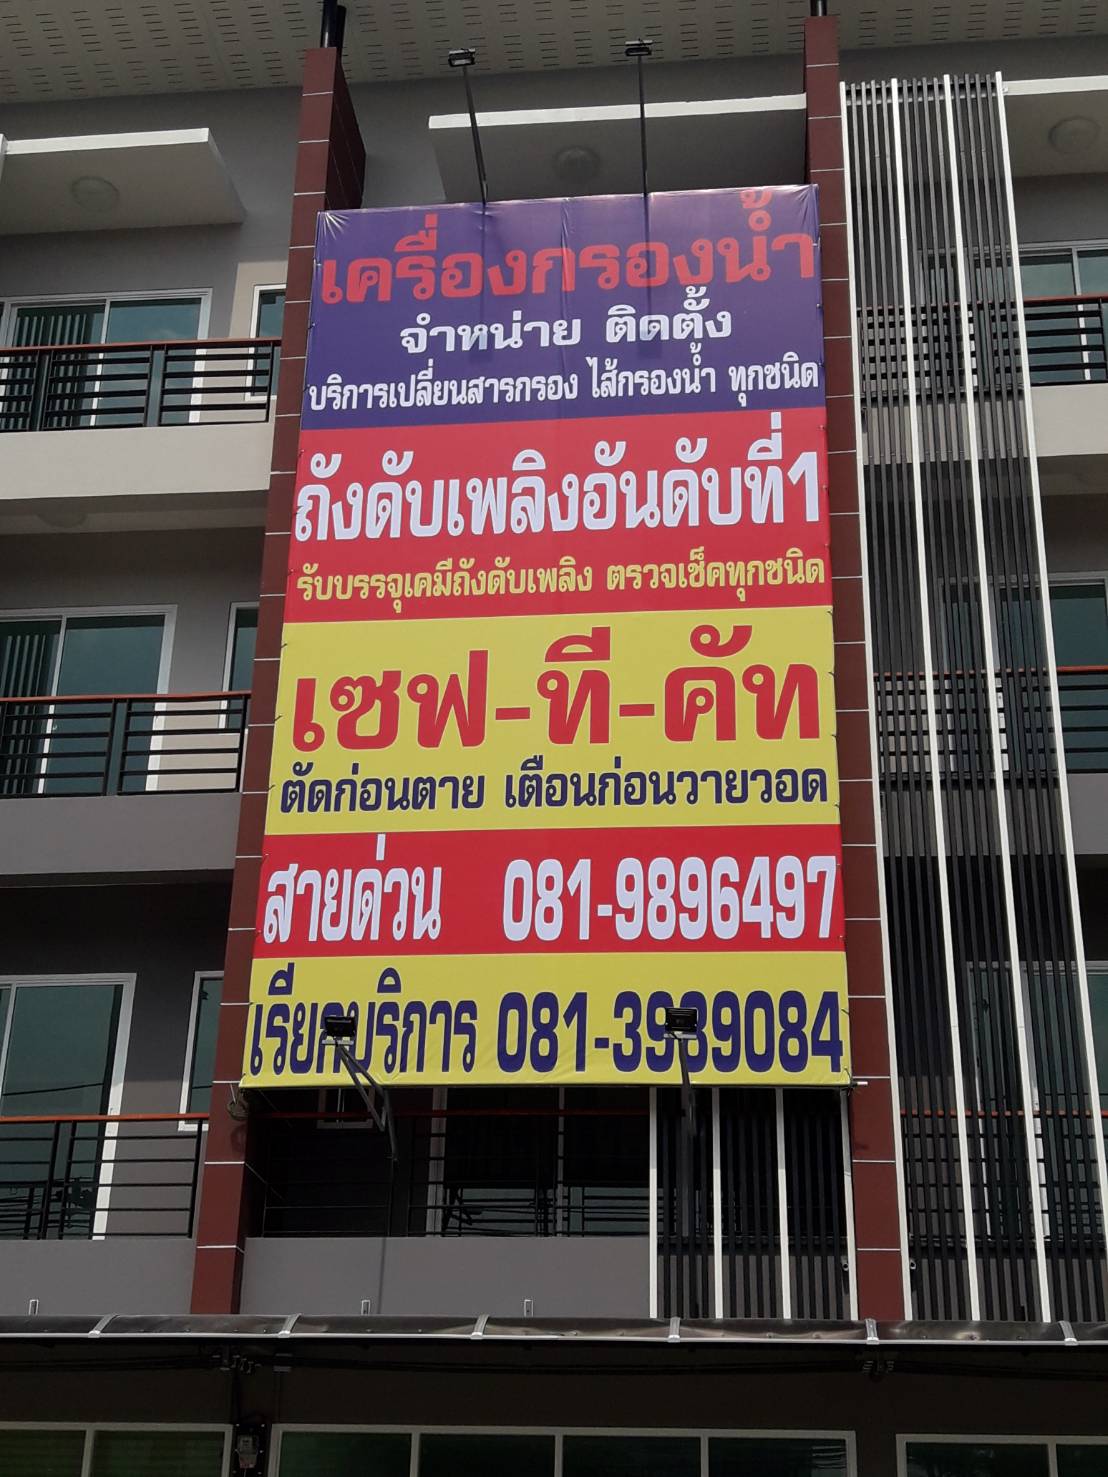 เครื่องกรองน้ำ
จำหน่าย ติดตั้ง
บริการเปลี่ยนสารกรอง ไส้กรองน้ำ ทุกชนิด
ถังดับเพลิงอันดับที่1
รับบรรจุเคมีถังดับเพลิง ตรวจเช็คทุกชนิด
เซฟ-ที-คัท
ตัดก่อนตาย เตือนก่อนวายวอด
สายด่วน 081-9896497
เรียกบริการ 081-3989084